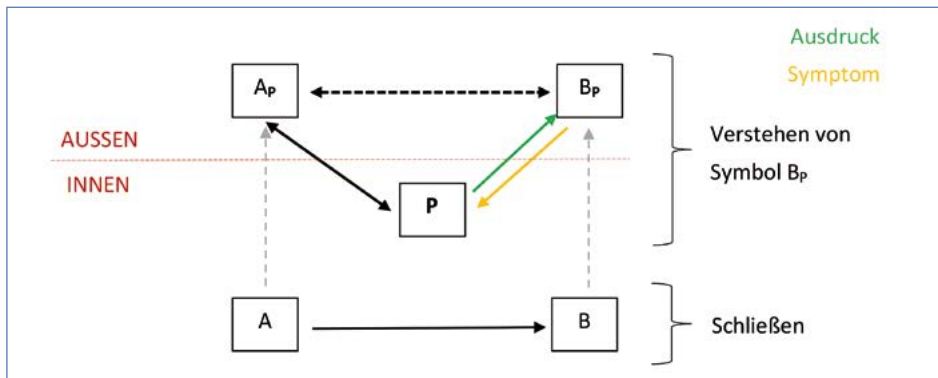 Ausdruck
Symptom
Aₚ
Bₚ
AUSSEN
INNEN
P
Verstehen von
Symbol Bₚ
A
B
Schließen